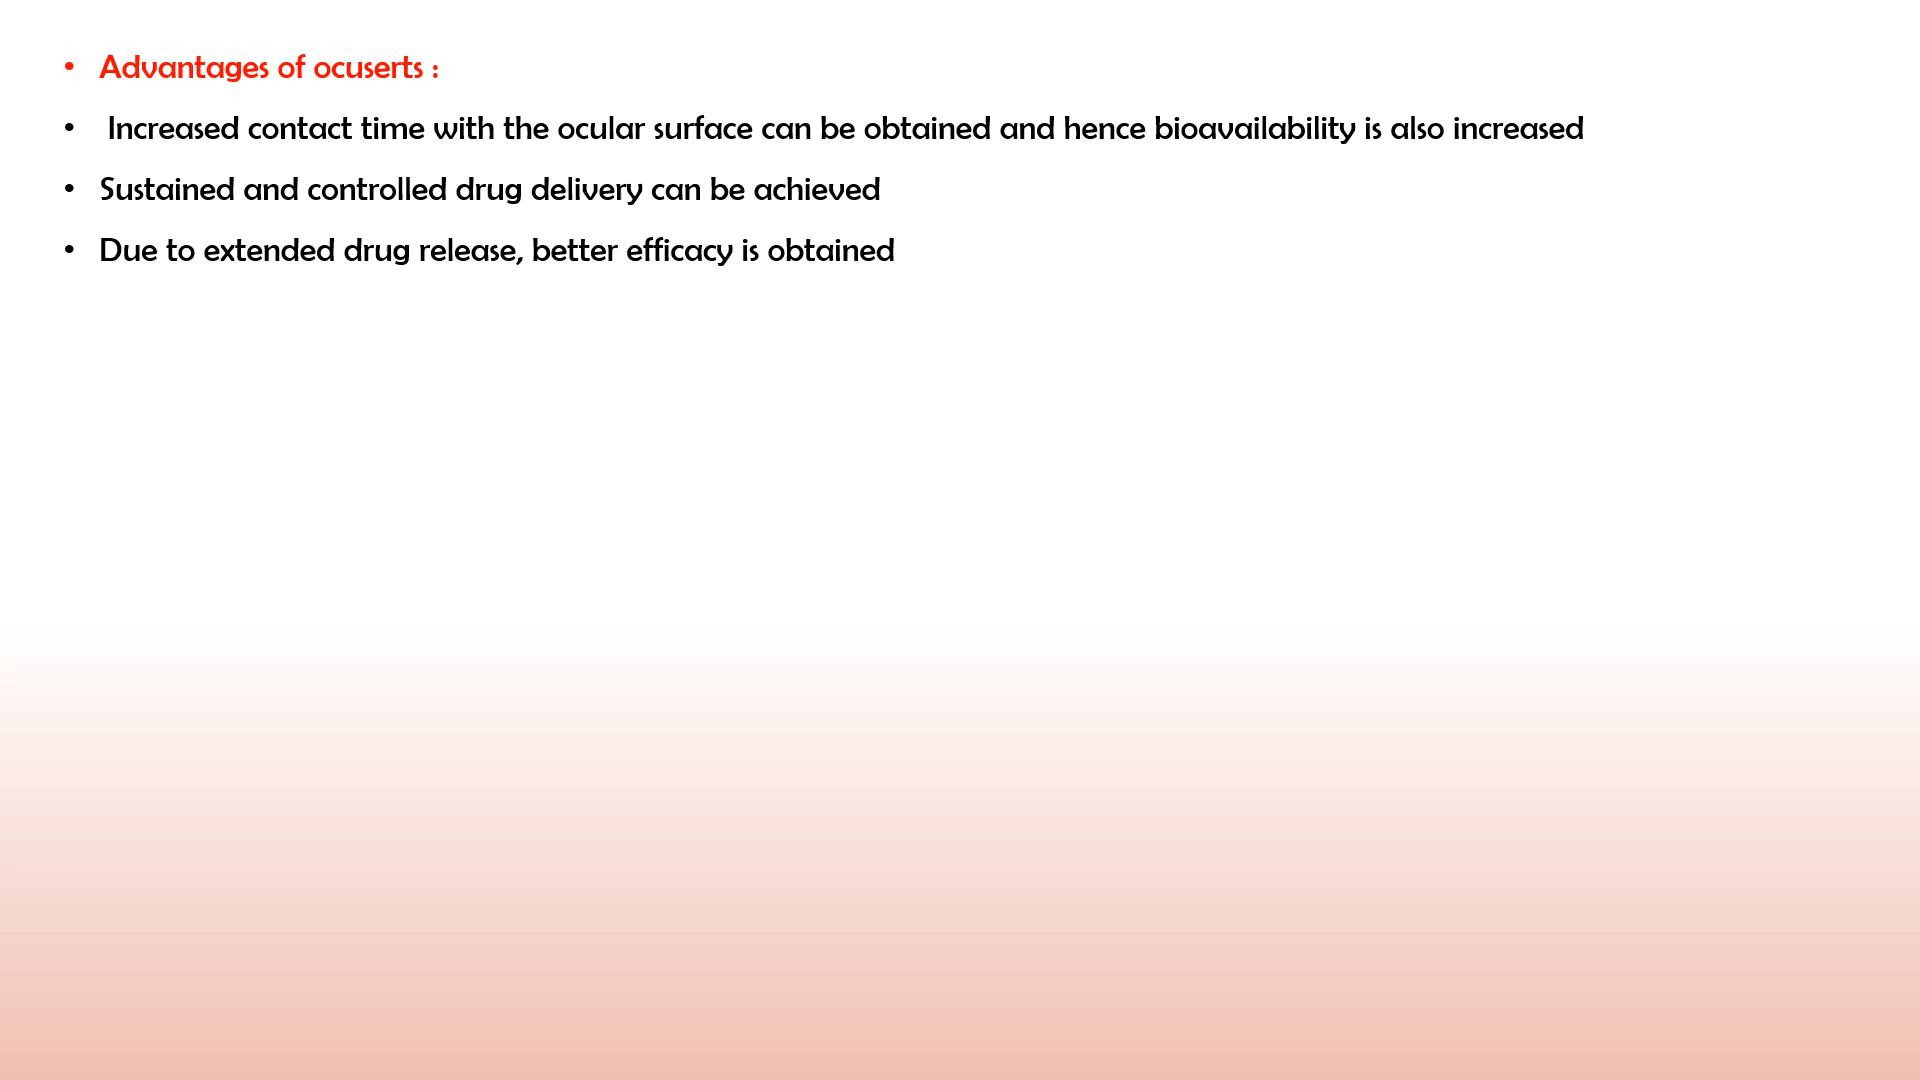 • Advantages of ocuserts :
• Increased contact time with the ocular surface can be obtained and hence bioavailability is also increased
• Sustained and controlled drug delivery can be achieved
• Due to extended drug release, better efficacy is obtained